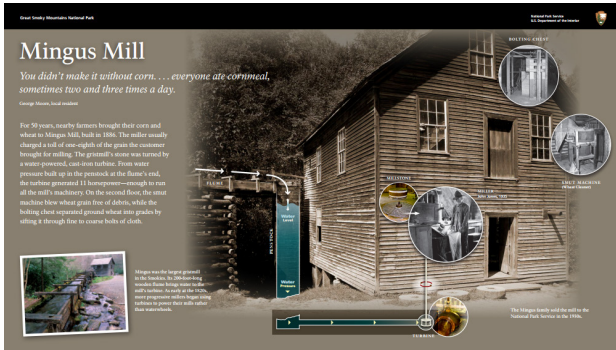 Great Smoky Mountains National Park
National Park Service
U.S. Department of the Interior
Mingus Mill
You didn't make it without corn. . . . everyone ate cornmeal,
sometimes two and three times a day.
George Moore, local resident
For 50 years, nearby farmers brought their corn and
wheat to Mingus Mill, built in 1886. The miller usually
charged a toll of one-eighth of the grain the customer
brought for milling. The gristmill's stone was turned by
a water-powered, cast-iron turbine. From water
pressure built up in the penstock at the flume's end,
the turbine generated 11 horsepower—enough to run
all the mill's machinery. On the second floor, the smut
machine blew wheat grain free of debris, while the
bolting chest separated ground wheat into grades by
sifting it through fine to coarse bolts of cloth.
BOLTING CHEST
SMUT MACHINE
(Wheat Cleaner)
FLUME
MILLSTONE
MILLER
Water
Level
PENSTOCK
Water
Pressure
TURBINE
Mingus was the largest gristmill
in the Smokies. Its 200-foot-long
wooden flume brings water to the
mill's turbine. As early as the 1820s,
more progressive millers began using
turbines to power their mills rather
than waterwheels.
The Mingus family sold the mill to the
National Park Service in the 1930s.